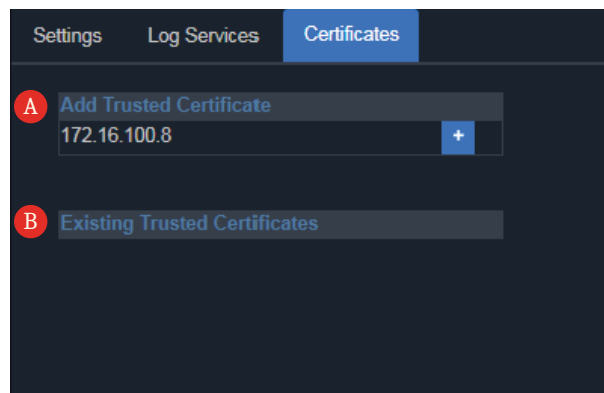 Settings Log Services Certificates
A Add Trusted Certificate
172.16.100.8 +
B Existing Trusted Certificates